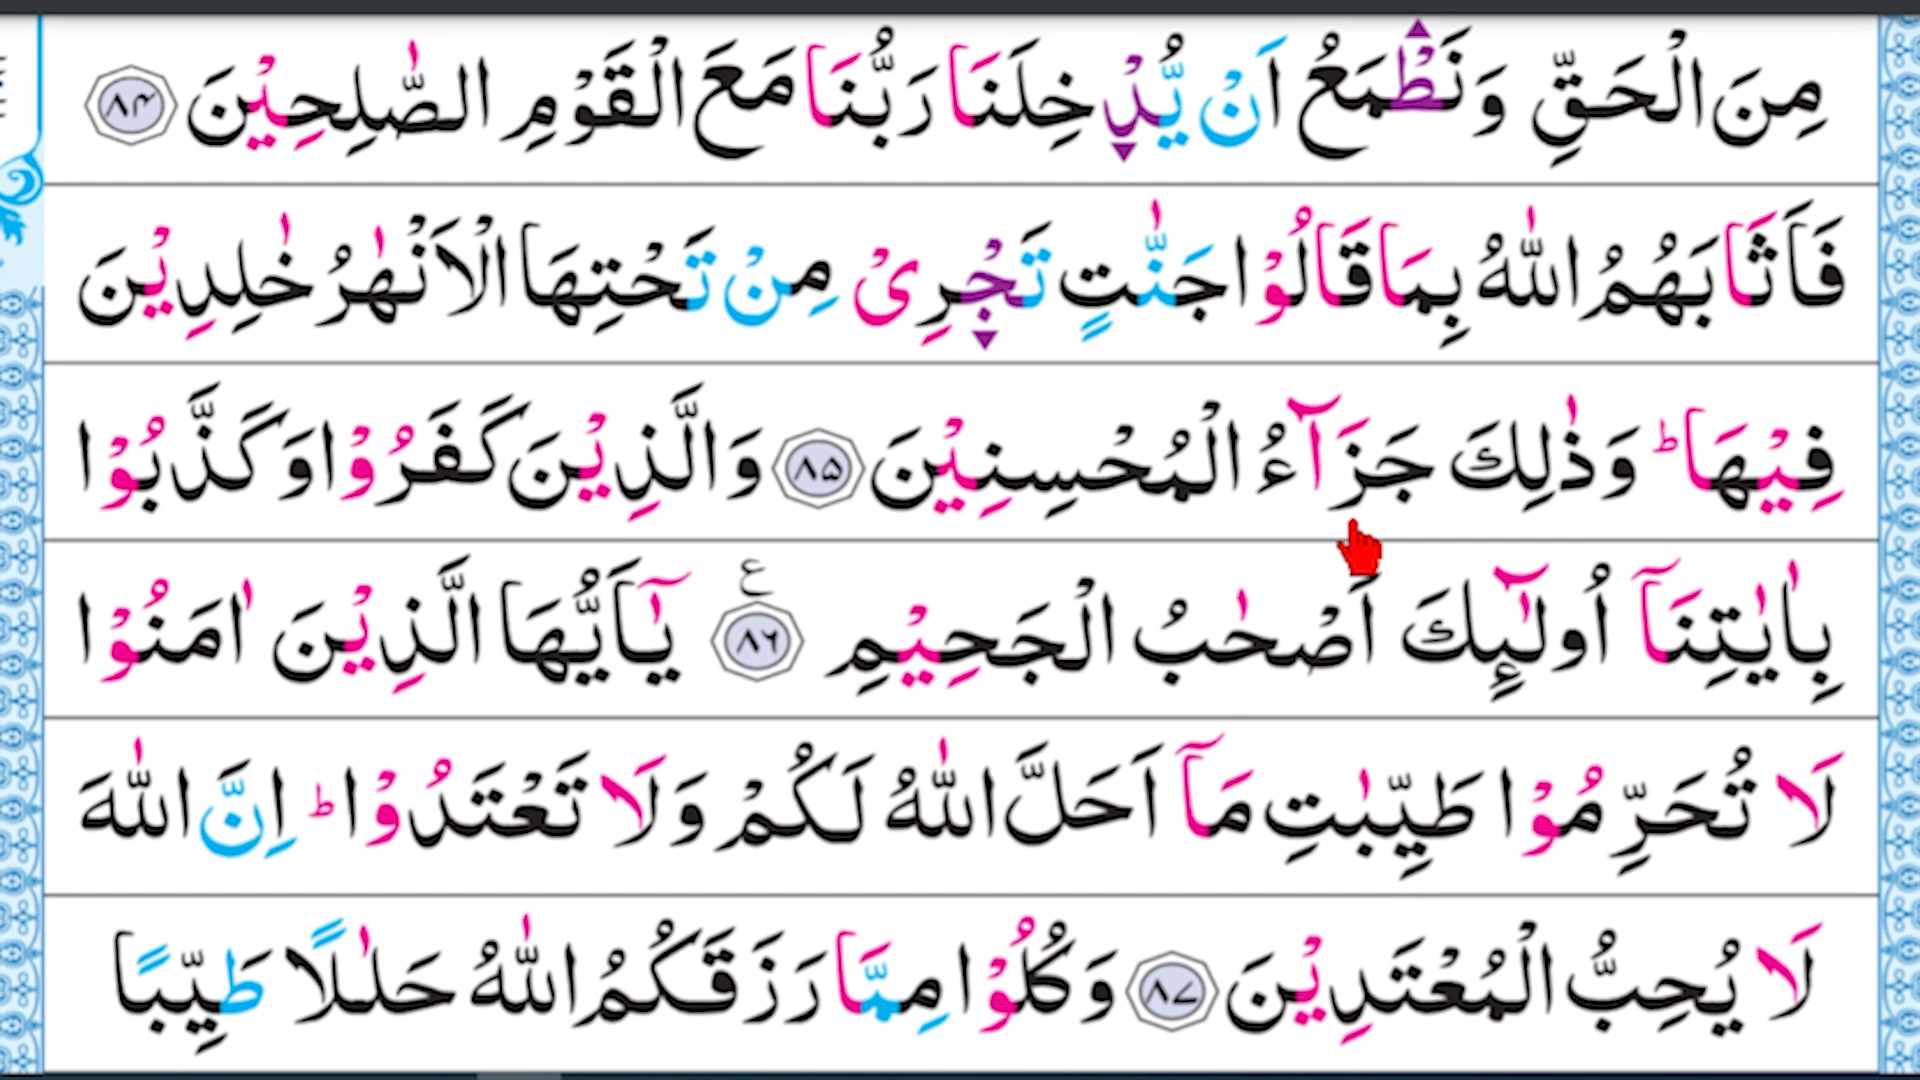 مِنَ الْحَقِّ وَنَطْمَعُ اَنْ يُّدْخِلَنَا رَبُّنَا مَعَ الْقَوْمِ الصّٰلِحِيْنَ ﴿۸۴﴾
فَاَثَابَهُمُ اللّٰهُ بِمَا قَالُوْا جَنّٰتٍ تَجْرِىْ مِنْ تَحْتِهَا الْاَنْهٰرُ خٰلِدِيْنَ
فِيْهَا ؕ وَذٰلِكَ جَزَآءُ الْمُحْسِنِيْنَ ﴿۸۵﴾ وَالَّذِيْنَ كَفَرُوْا وَكَذَّبُوْا
بِاٰيٰتِنَاۤ اُولٰٓئِكَ اَصْحٰبُ الْجَحِيْمِ ﴿۸۶﴾ ع يٰۤاَيُّهَا الَّذِيْنَ اٰمَنُوْا
لَا تُحَرِّمُوْا طَيِّبٰتِ مَاۤ اَحَلَّ اللّٰهُ لَكُمْ وَلَا تَعْتَدُوْا ؕ اِنَّ اللّٰهَ
لَا يُحِبُّ الْمُعْتَدِيْنَ ﴿۸۷﴾ وَكُلُوْا مِمَّا رَزَقَكُمُ اللّٰهُ حَلٰلًا طَيِّبًا